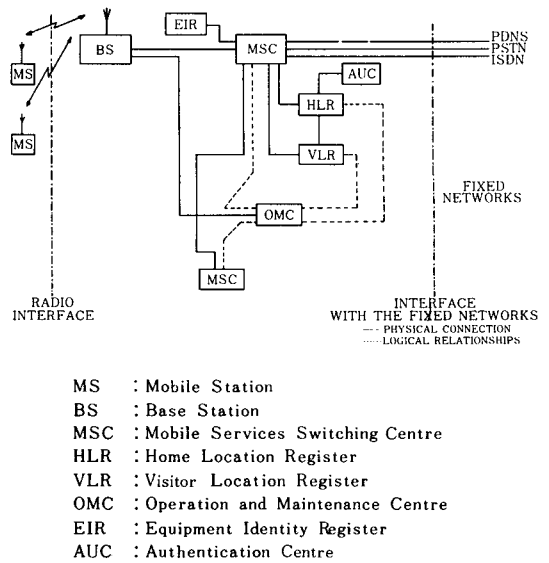 EIR
PDNS
BS
MSC
PSTN
ISDN
MS
AUC
HLR
MS
VLR
FIXED
NETWORKS
OMC
MSC
RADIO
INTERFACE
INTERFACE
WITH THE FIXED NETWORKS
PHYSICAL CONNECTION
LOGICAL RELATIONSHIPS
MS : Mobile Station
BS : Base Station
MSC : Mobile Services Switching Centre
HLR : Home Location Register
VLR : Visitor Location Register
OMC : Operation and Maintenance Centre
EIR : Equipment Identity Register
AUC : Authentication Centre